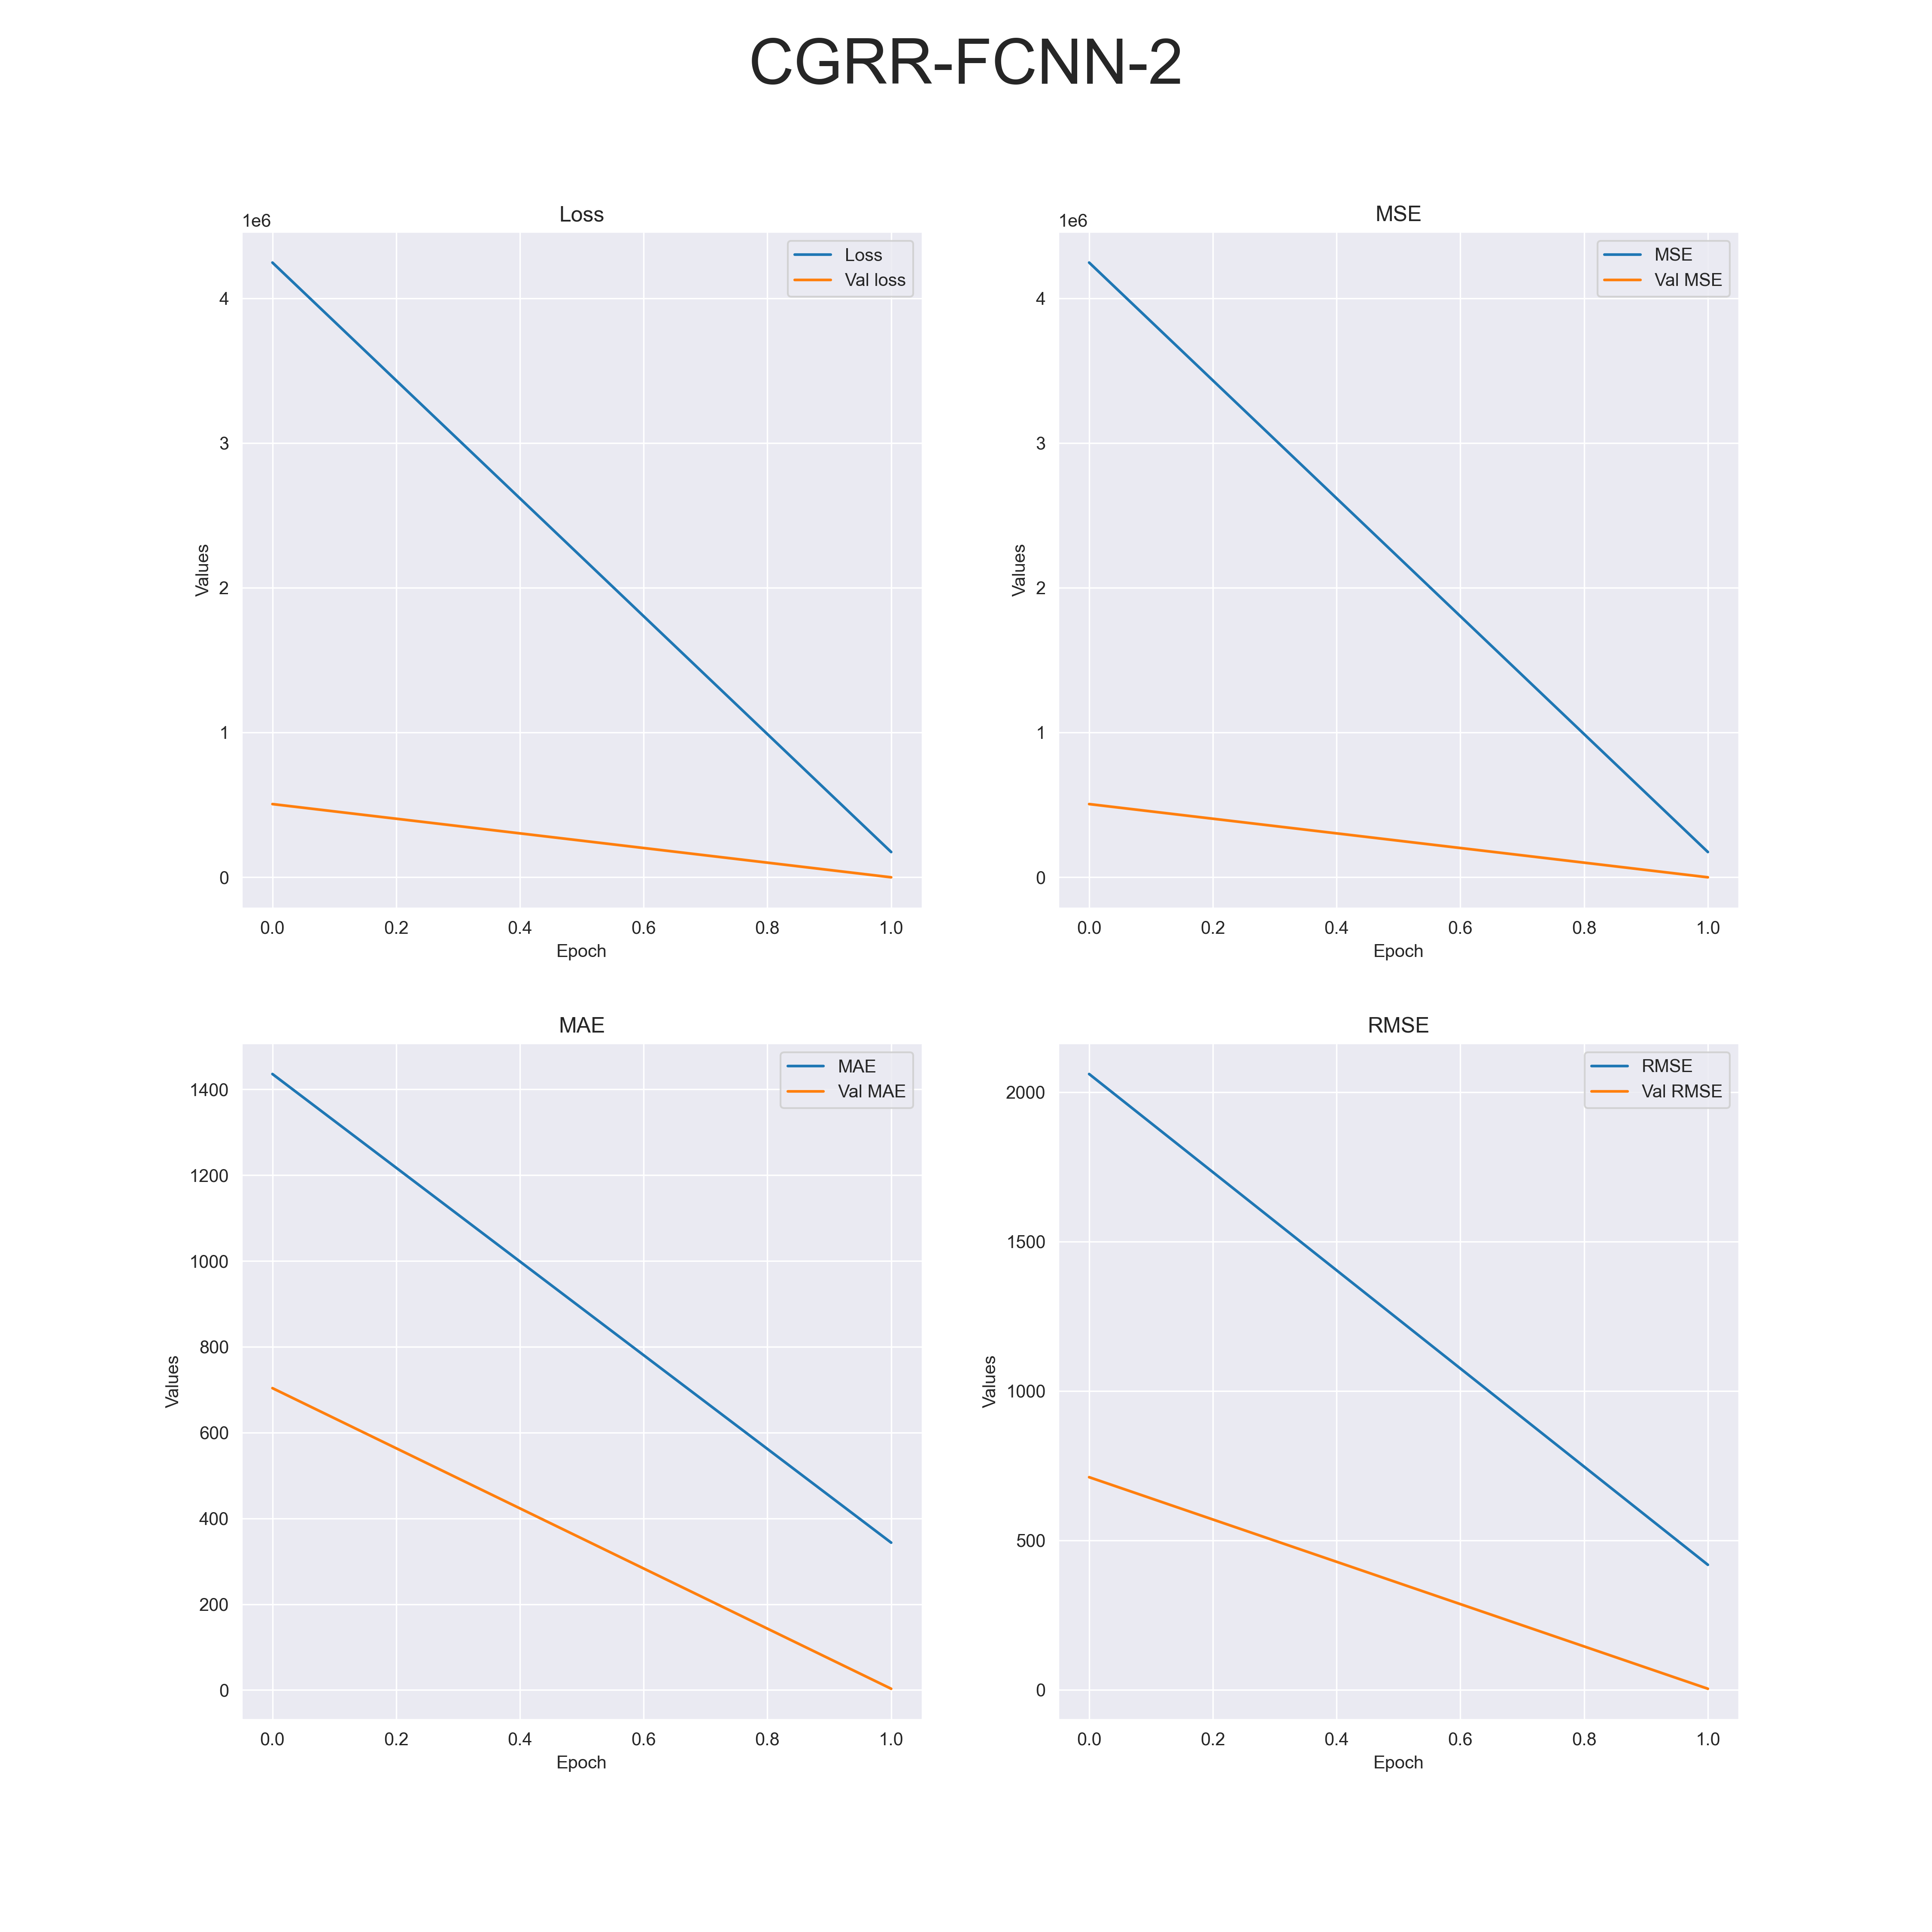 CGRR-FCNN-2
Loss
1e6
Loss
Val loss
4
3
2
1
0
Values
0.0 0.2 0.4 0.6 0.8 1.0
Epoch
MSE
1e6
MSE
Val MSE
4
3
2
1
0
Values
0.0 0.2 0.4 0.6 0.8 1.0
Epoch
MAE
MAE
Val MAE
1400
1200
1000
800
600
400
200
0
Values
0.0 0.2 0.4 0.6 0.8 1.0
Epoch
RMSE
RMSE
Val RMSE
2000
1500
1000
500
0
Values
0.0 0.2 0.4 0.6 0.8 1.0
Epoch